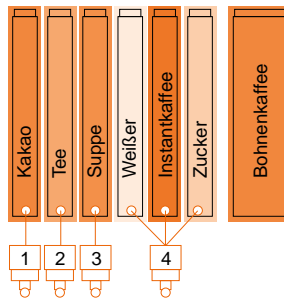 Kakao
Tee
Suppe
Weißer
Instantkaffee
Zucker
Bohnenkaffee
1
2
3
4